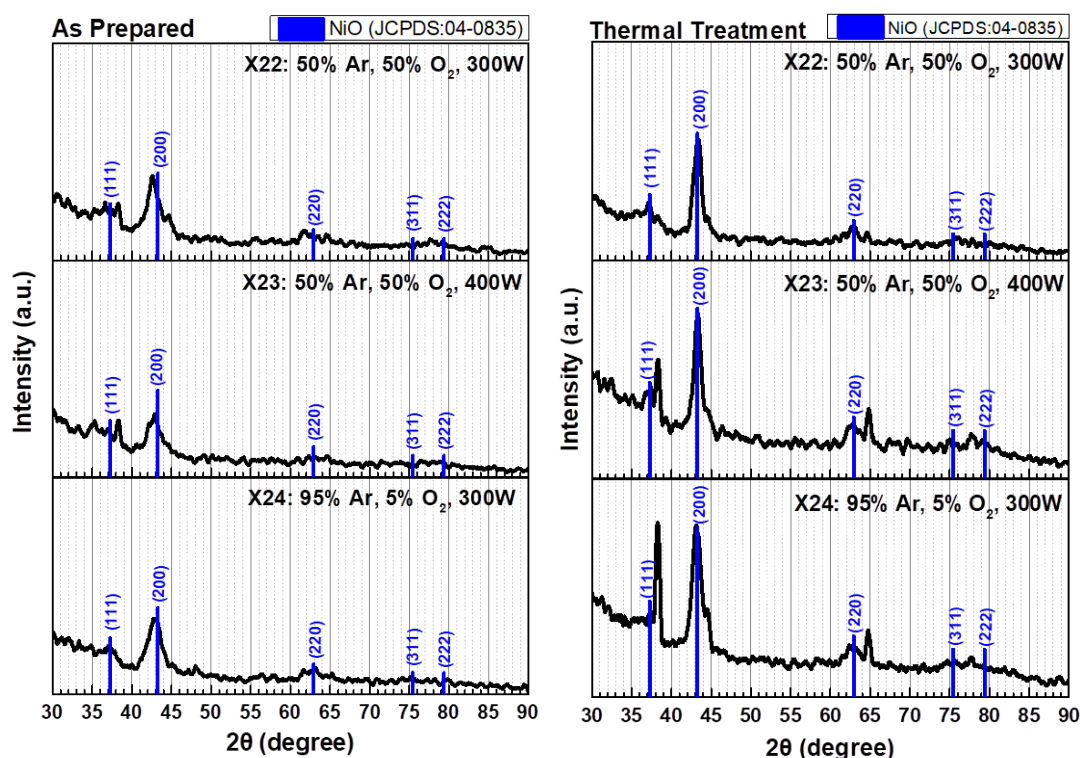 As Prepared
NiO (JCPDS:04-0835)
X22: 50% Ar, 50% O2, 300W
(111)
(200)
(220)
(311)
(222)
X23: 50% Ar, 50% O2, 400W
(111)
(200)
(220)
(311)
(222)
X24: 95% Ar, 5% O2, 300W
(111)
(200)
(220)
(311)
(222)
Intensity (a.u.)
30 35 40 45 50 55 60 65 70 75 80 85 90
2θ (degree)
Thermal Treatment
NiO (JCPDS:04-0835)
X22: 50% Ar, 50% O2, 300W
(111)
(200)
(220)
(311)
(222)
X23: 50% Ar, 50% O2, 400W
(111)
(200)
(220)
(311)
(222)
X24: 95% Ar, 5% O2, 300W
(111)
(200)
(220)
(311)
(222)
Intensity (a.u.)
30 35 40 45 50 55 60 65 70 75 80 85 90
2θ (degree)